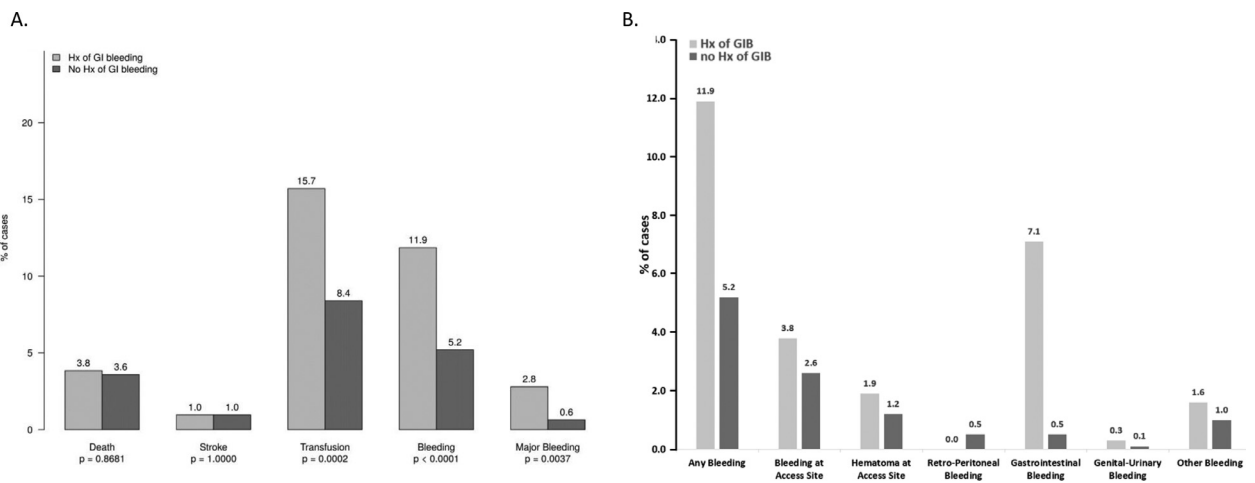 A.
Hx of GI bleeding
No Hx of GI bleeding
% of cases
20
15
10
5
0
3.8
3.6
1.0
1.0
15.7
8.4
11.9
5.2
2.8
0.6
Death
p = 0.8681
Stroke
p = 1.0000
Transfusion
p = 0.0002
Bleeding
p < 0.0001
Major Bleeding
p = 0.0037
B.
Hx of GIB
no Hx of GIB
% of cases
4.0
12.0
10.0
8.0
6.0
4.0
2.0
0.0
11.9
5.2
3.8
2.6
1.9
1.2
0.0
0.5
7.1
0.5
0.3
0.1
1.6
1.0
Any Bleeding
Bleeding at
Access Site
Hematoma at
Access Site
Retro-Peritoneal
Bleeding
Gastrointestinal
Bleeding
Genital-Urinary
Bleeding
Other Bleeding